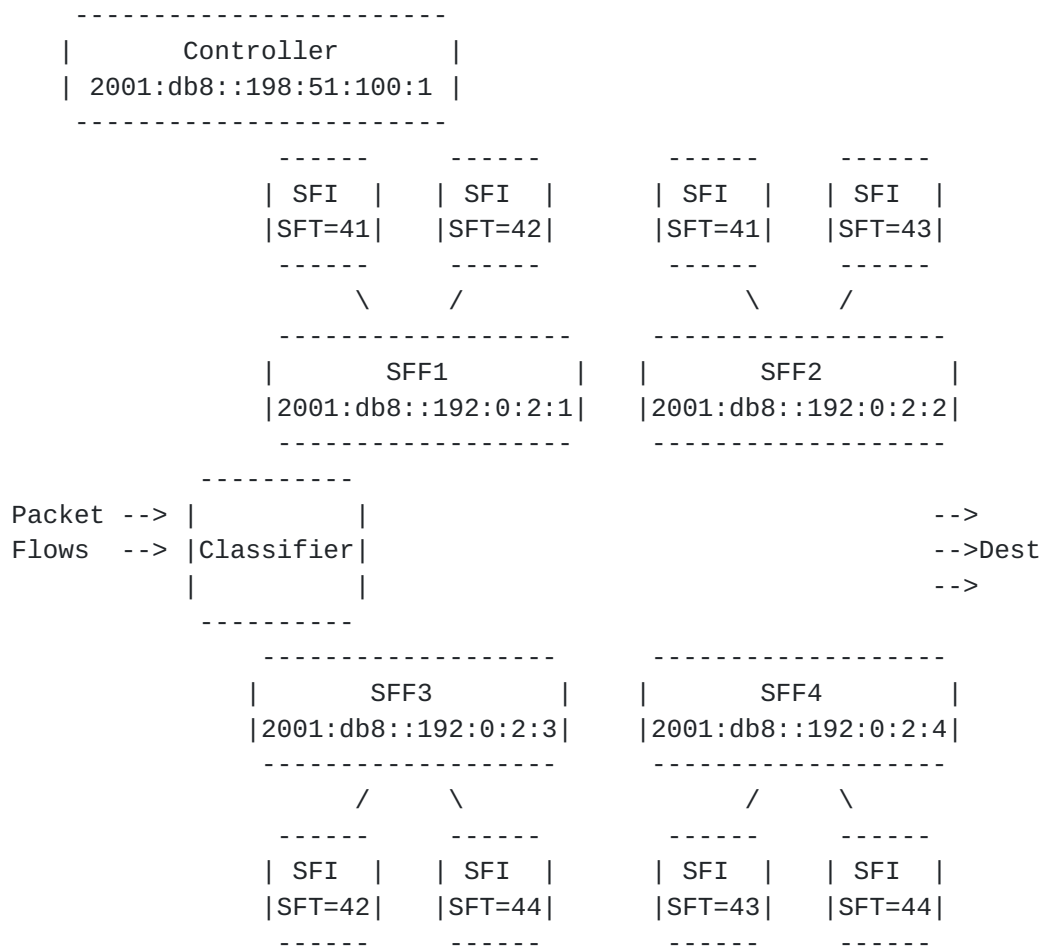 ------------------------
    |       Controller       |
    | 2001:db8::198:51:100:1 |
     ------------------------
                  ------     ------        ------     ------
                 | SFI  |   | SFI  |      | SFI  |   | SFI  |
                 |SFT=41|   |SFT=42|      |SFT=41|   |SFT=43|
                  ------     ------        ------     ------
                       \     /                  \     /
                  -------------------     -------------------
                 |       SFF1        |   |       SFF2        |
                 |2001:db8::192:0:2:1|   |2001:db8::192:0:2:2|
                  -------------------     -------------------
             ----------
Packet -->  |          |                                     -->
Flows  -->  |Classifier|                                     -->Dest
            |          |                                     -->
             ----------
                 -------------------      -------------------
                |       SFF3        |    |       SFF4        |
                |2001:db8::192:0:2:3|    |2001:db8::192:0:2:4|
                 -------------------      -------------------
                       /     \                  /     \
                  ------     ------        ------     ------
                 | SFI  |   | SFI  |      | SFI  |   | SFI  |
                 |SFT=42|   |SFT=44|      |SFT=43|   |SFT=44|
                  ------     ------        ------     ------